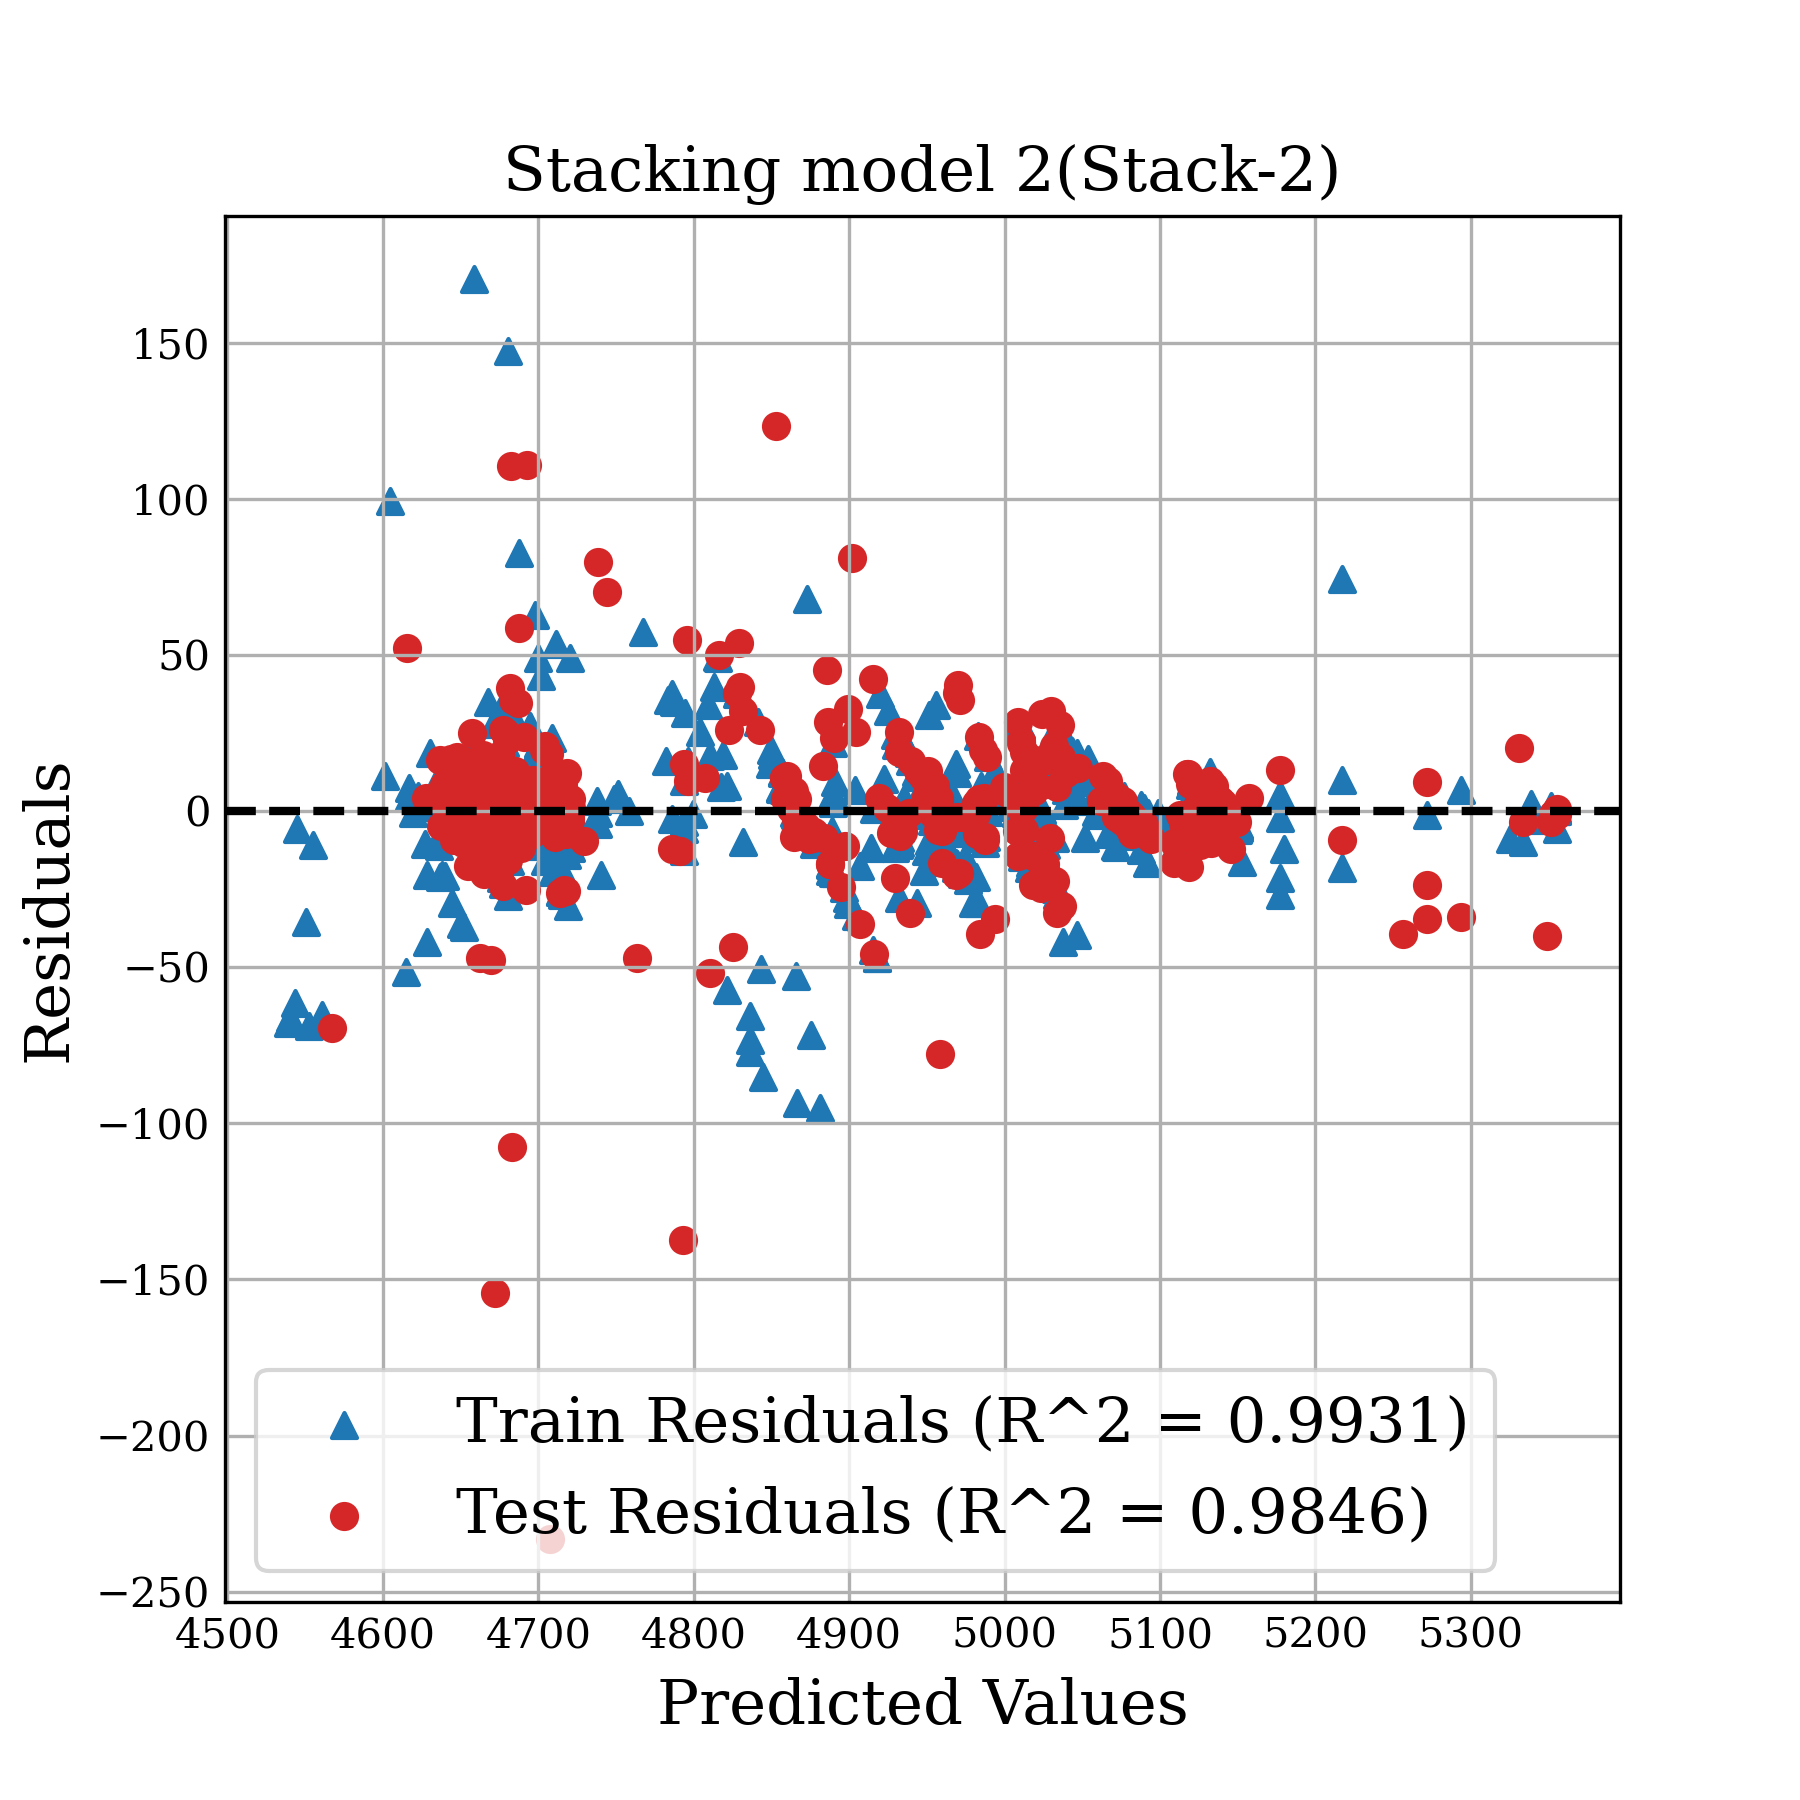 Stacking model 2(Stack-2)
Residuals
150
100
50
0
−50
−100
−150
−200
−250
Train Residuals (R^2 = 0.9931)
Test Residuals (R^2 = 0.9846)
4500 4600 4700 4800 4900 5000 5100 5200 5300
Predicted Values